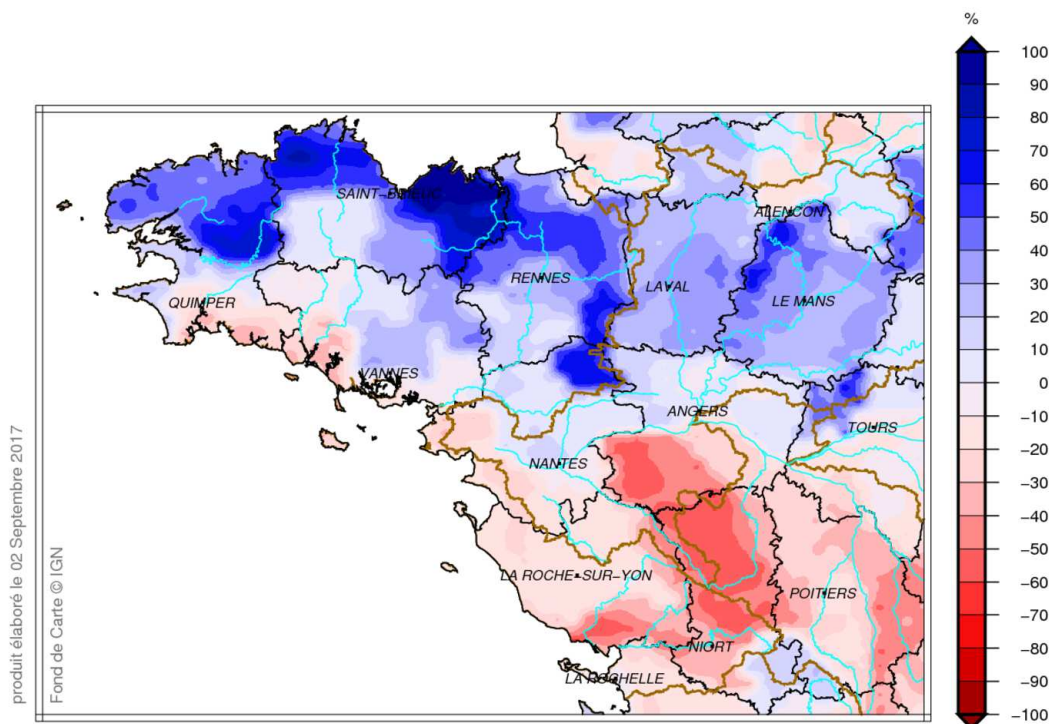 %
100
90
80
70
60
50
40
30
20
10
0
−10
−20
−30
−40
−50
−60
−70
−80
−90
−100
SAINT−BRIEUC
ALENCON
RENNES
LAVAL
QUIMPER
LE MANS
VANNES
ANGERS
TOURS
NANTES
LA ROCHE−SUR−YON
POITIERS
NIORT
LA ROCHELLE
produit élaboré le 02 Septembre 2017
Fond de Carte © IGN